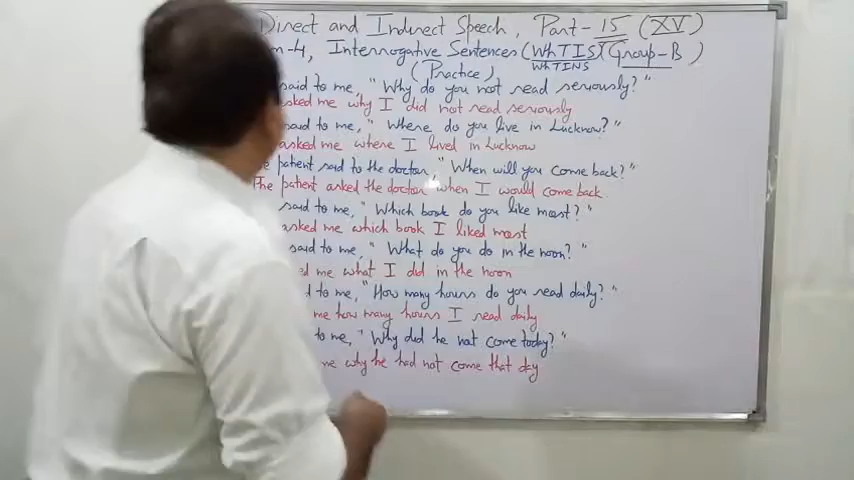 Direct and Indirect Speech, Part-15 (XV)
n-4, Interrogative Sentences (WhTIS) (Group-B)
(Practice) WhTINS
said to me, "Why do you not read seriously?"
asked me why I did not read seriously
said to me, "Where do you live in Lucknow?"
asked me where I lived in Lucknow
e patient said to the doctor, "When will you come back?"
The patient asked the doctor when I would come back
said to me, "Which book do you like most?"
asked me which book I liked most
said to me, "What do you do in the noon?"
d me what I did in the noon
d to me, "How many hours do you read daily?"
me how many hours I read daily
to me, "Why did he not come today?"
me why he had not come that day